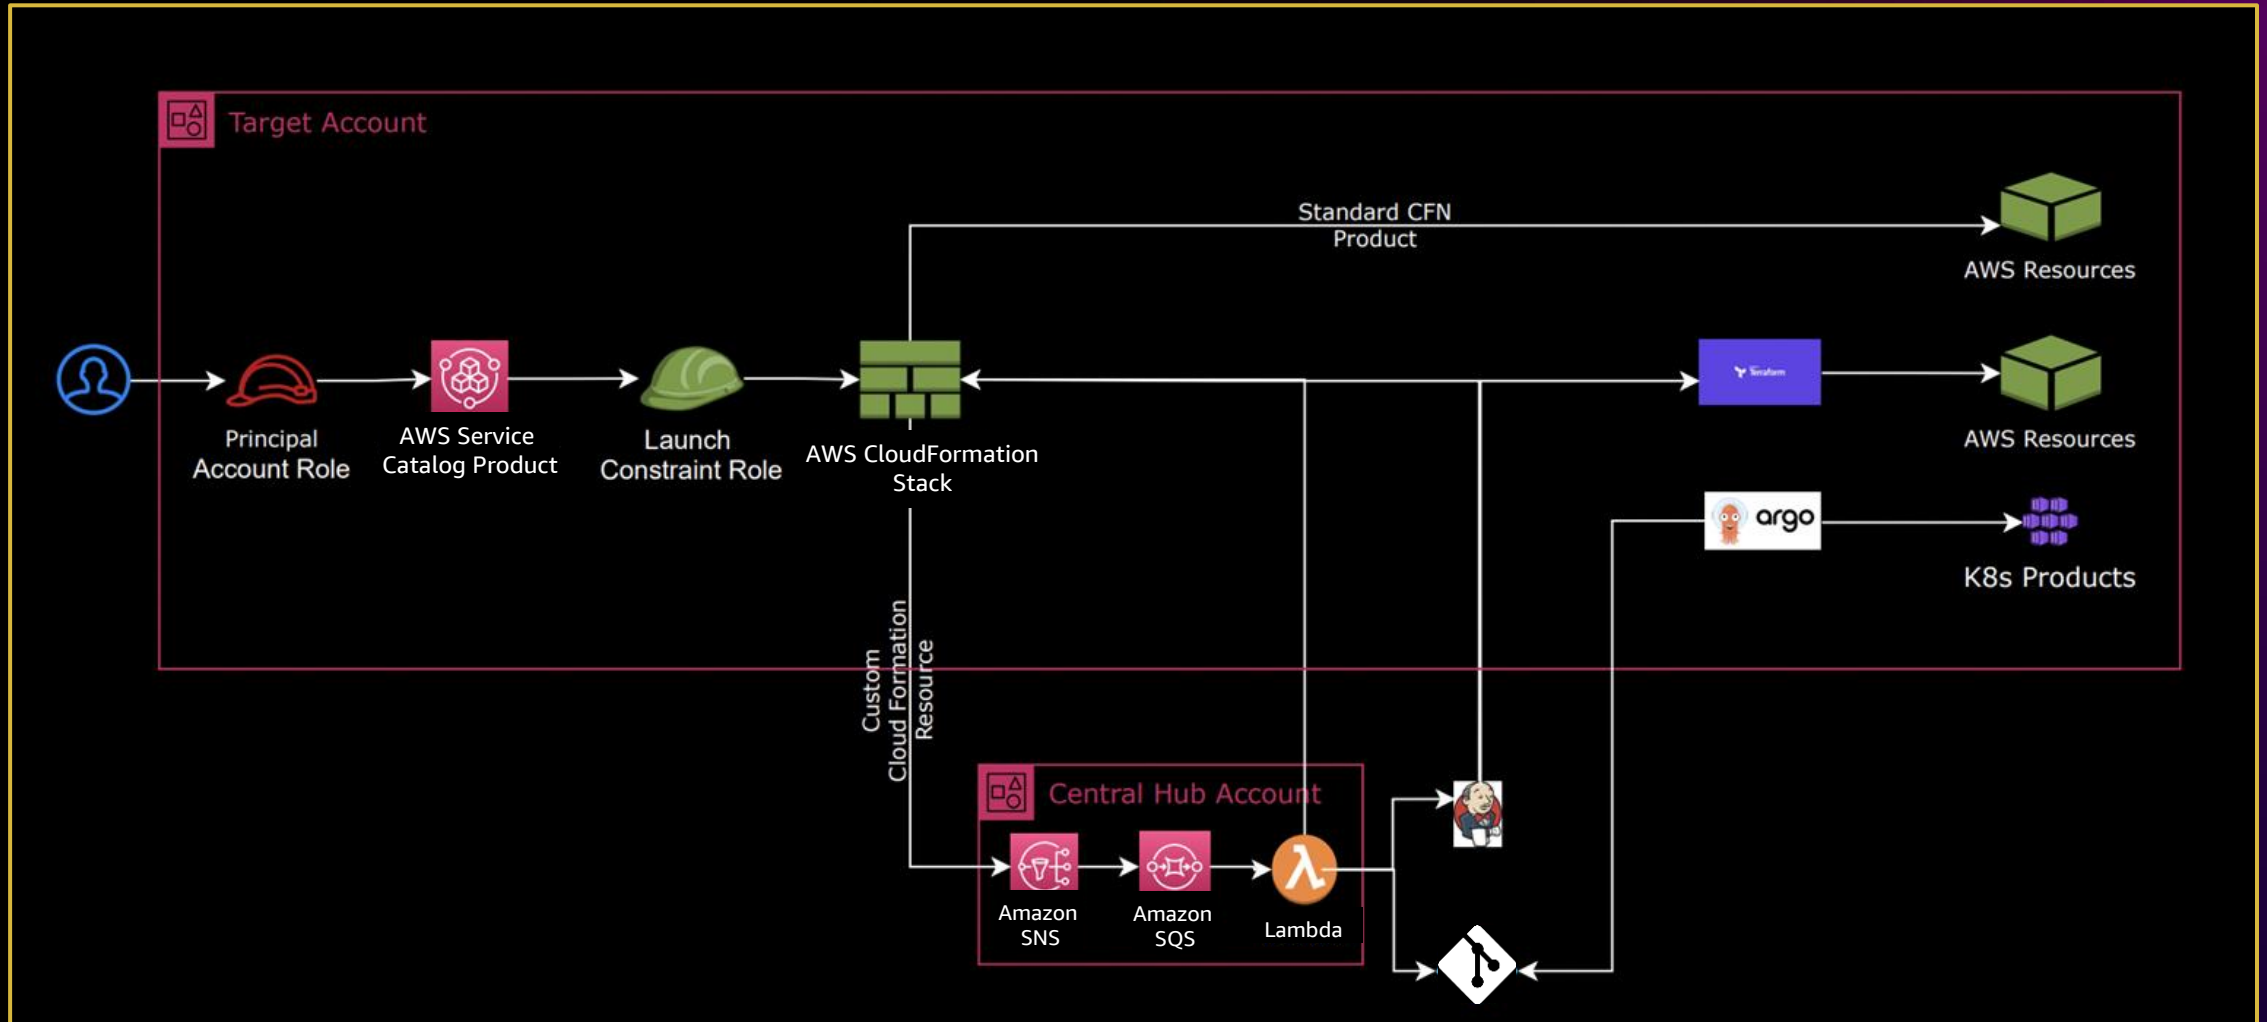 Target Account
Standard CFN
Product
AWS Resources
Principal
Account Role
AWS Service
Catalog Product
Launch
Constraint Role
AWS CloudFormation
Stack
Terraform
AWS Resources
argo
K8s Products
Custom
Cloud Formation
Resource
Central Hub Account
Amazon
SNS
Amazon
SQS
Lambda